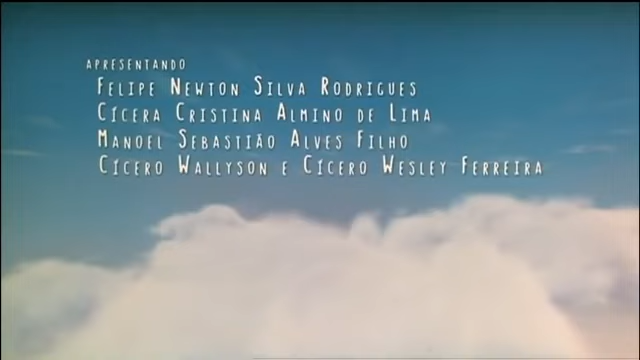 APRESENTANDO
FELIPE NEWTON SILVA RODRIGUES
CÍCERA CRISTINA ALMINO DE LIMA
MANOEL SEBASTIÃO ALVES FILHO
CÍCERO WALLYSON E CÍCERO WESLEY FERREIRA